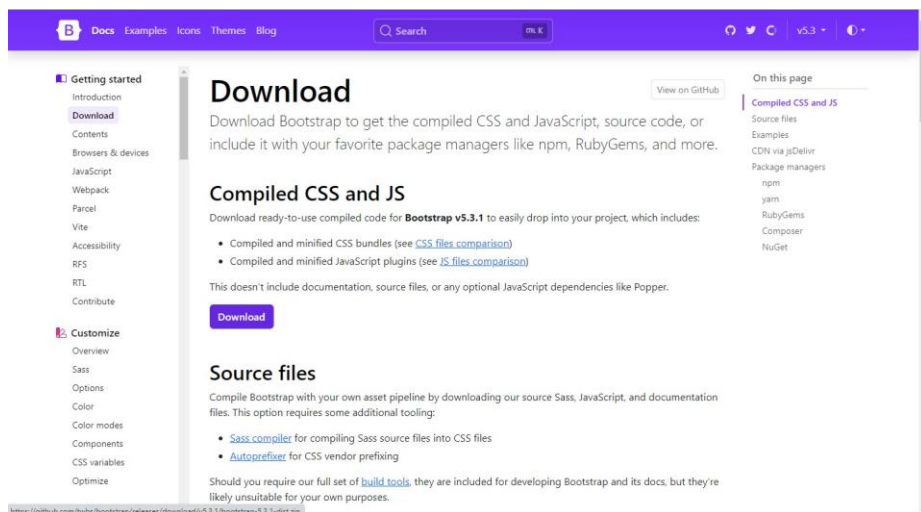 B Docs Examples Icons Themes Blog Search Ctrl K v5.3
Getting started
Introduction
Download
Contents
Browsers & devices
JavaScript
Webpack
Parcel
Vite
Accessibility
RFS
RTL
Contribute
Customize
Overview
Sass
Options
Color
Color modes
Components
CSS variables
Optimize
Download
View on GitHub
Download Bootstrap to get the compiled CSS and JavaScript, source code, or
include it with your favorite package managers like npm, RubyGems, and more.
Compiled CSS and JS
Download ready-to-use compiled code for Bootstrap v5.3.1 to easily drop into your project, which includes:
• Compiled and minified CSS bundles (see CSS files comparison)
• Compiled and minified JavaScript plugins (see JS files comparison)
This doesn't include documentation, source files, or any optional JavaScript dependencies like Popper.
Download
Source files
Compile Bootstrap with your own asset pipeline by downloading our source Sass, JavaScript, and documentation
files. This option requires some additional tooling:
• Sass compiler for compiling Sass source files into CSS files
• Autoprefixer for CSS vendor prefixing
Should you require our full set of build tools, they are included for developing Bootstrap and its docs, but they're
likely unsuitable for your own purposes.
On this page
Compiled CSS and JS
Source files
Examples
CDN via jsDelivr
Package managers
npm
yarn
RubyGems
Composer
NuGet